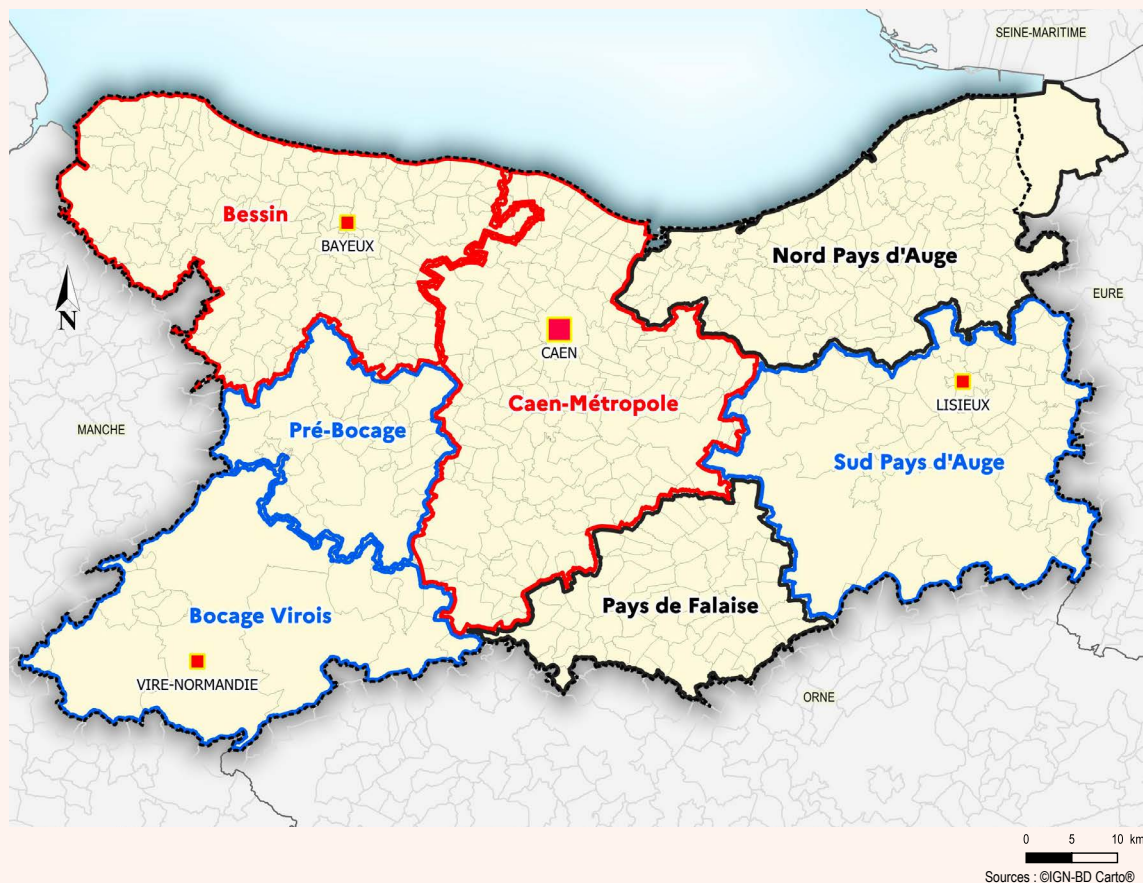 SEINE-MARITIME
Bessin
BAYEUX
Nord Pays d'Auge
EURE
N
CAEN
LISIEUX
Caen-Métropole
MANCHE
Pré-Bocage
Sud Pays d'Auge
Pays de Falaise
Bocage Virois
VIRE-NORMANDIE
ORNE
0 5 10 km
Sources : ©IGN-BD Carto®